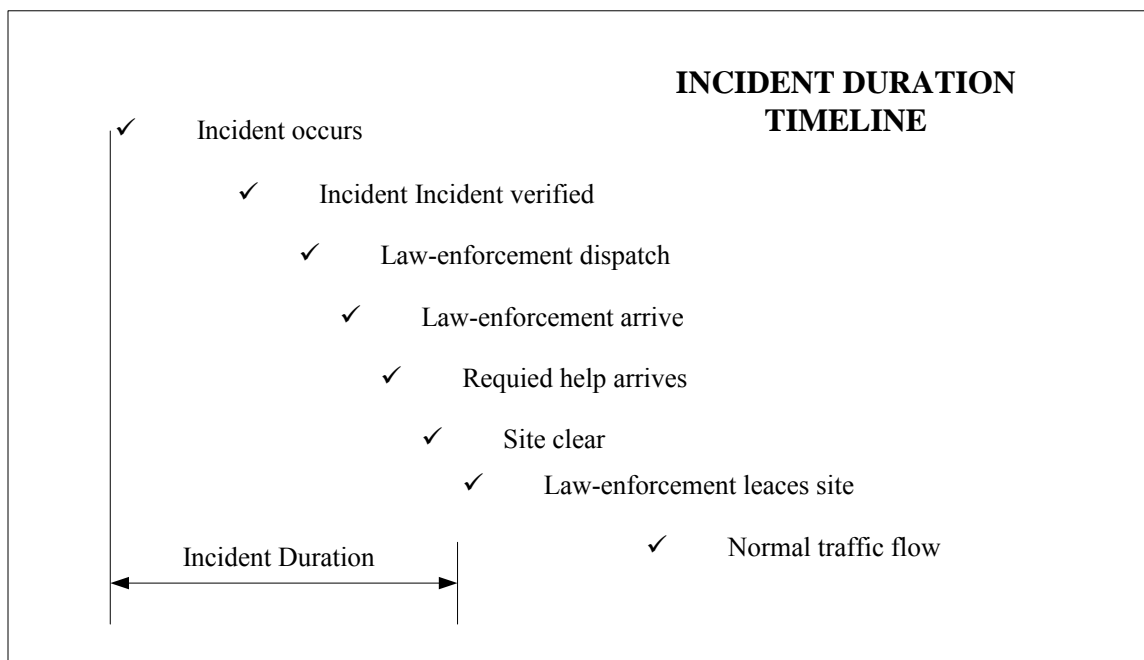 INCIDENT DURATION
TIMELINE
✓ Incident occurs
✓ Incident Incident verified
✓ Law-enforcement dispatch
✓ Law-enforcement arrive
✓ Requied help arrives
✓ Site clear
✓ Law-enforcement leaces site
✓ Normal traffic flow
Incident Duration